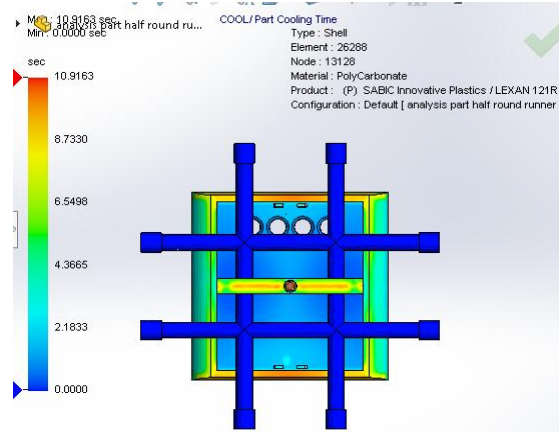 Max : 10.9163 sec
analysis part half round ru...
Min : 0.0000 sec
COOL/ Part Cooling Time
Type : Shell
Element : 26288
Node : 13128
Material : PolyCarbonate
Product : (P) SABIC Innovative Plastics / LEXAN 121R
Configuration : Default [ analysis part half round runner
sec
10.9163
8.7330
6.5498
4.3665
2.1833
0.0000